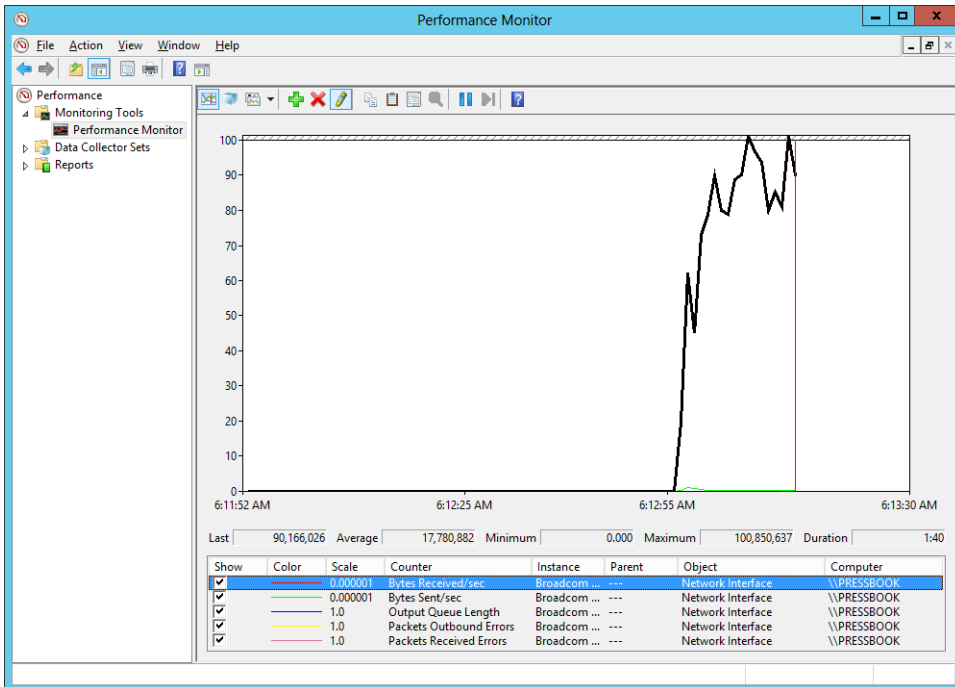 Performance Monitor
File Action View Window Help
Performance
Monitoring Tools
Performance Monitor
Data Collector Sets
Reports
100
90
80
70
60
50
40
30
20
10
0
6:11:52 AM 6:12:25 AM 6:12:55 AM 6:13:30 AM
Last 90,166,026 Average 17,780,882 Minimum 0.000 Maximum 100,850,637 Duration 1:40
Show Color Scale Counter Instance Parent Object Computer
0.000001 Bytes Received/sec Broadcom ... --- Network Interface \\PRESSBOOK
0.000001 Bytes Sent/sec Broadcom ... --- Network Interface \\PRESSBOOK
1.0 Output Queue Length Broadcom ... --- Network Interface \\PRESSBOOK
1.0 Packets Outbound Errors Broadcom ... --- Network Interface \\PRESSBOOK
1.0 Packets Received Errors Broadcom ... --- Network Interface \\PRESSBOOK